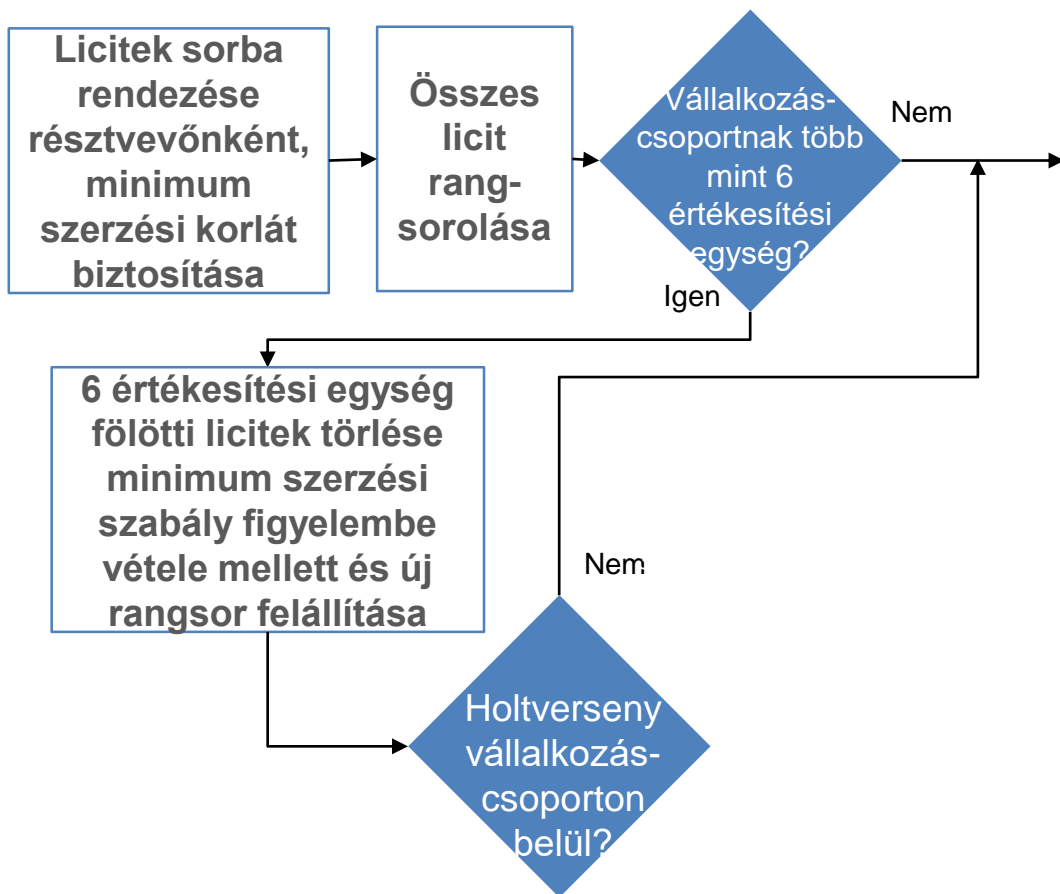 Licitek sorba
rendezése
résztvevőnként,
minimum
szerzési korlát
biztosítása
Összes
licit
rang-
sorolása
Vállalkozás-
csoportnak több
mint 6
értékesítési
egység?
Nem
Igen
6 értékesítési egység
fölötti licitek törlése
minimum szerzési
szabály figyelembe
vétele mellett és új
rangsor felállítása
Nem
Holtverseny
vállalkozás-
csoporton
belül?